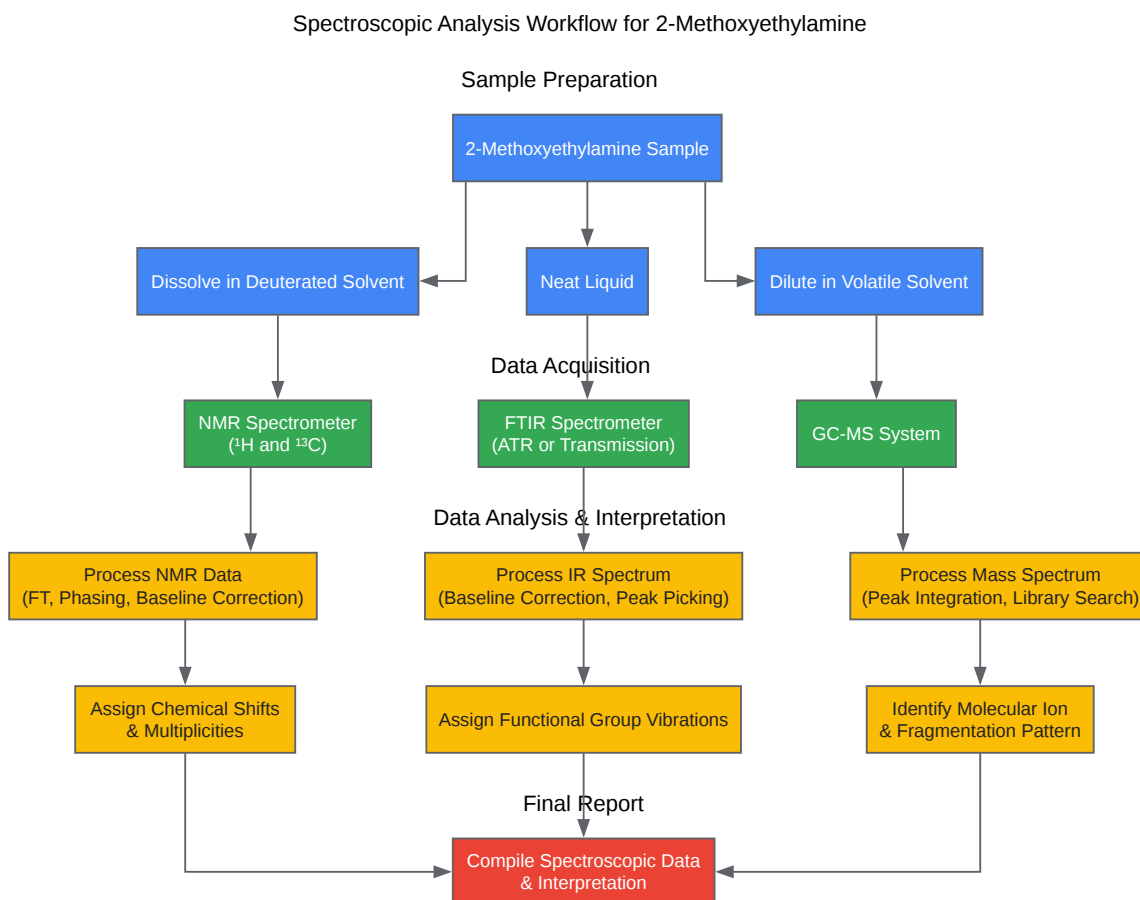 Spectroscopic Analysis Workflow for 2-Methoxyethylamine
Sample Preparation
2-Methoxyethylamine Sample
Dissolve in Deuterated Solvent
Neat Liquid
Dilute in Volatile Solvent
Data Acquisition
NMR Spectrometer
(¹H and ¹³C)
FTIR Spectrometer
(ATR or Transmission)
GC-MS System
Data Analysis & Interpretation
Process NMR Data
(FT, Phasing, Baseline Correction)
Process IR Spectrum
(Baseline Correction, Peak Picking)
Process Mass Spectrum
(Peak Integration, Library Search)
Assign Chemical Shifts
& Multiplicities
Assign Functional Group Vibrations
Identify Molecular Ion
& Fragmentation Pattern
Final Report
Compile Spectroscopic Data
& Interpretation